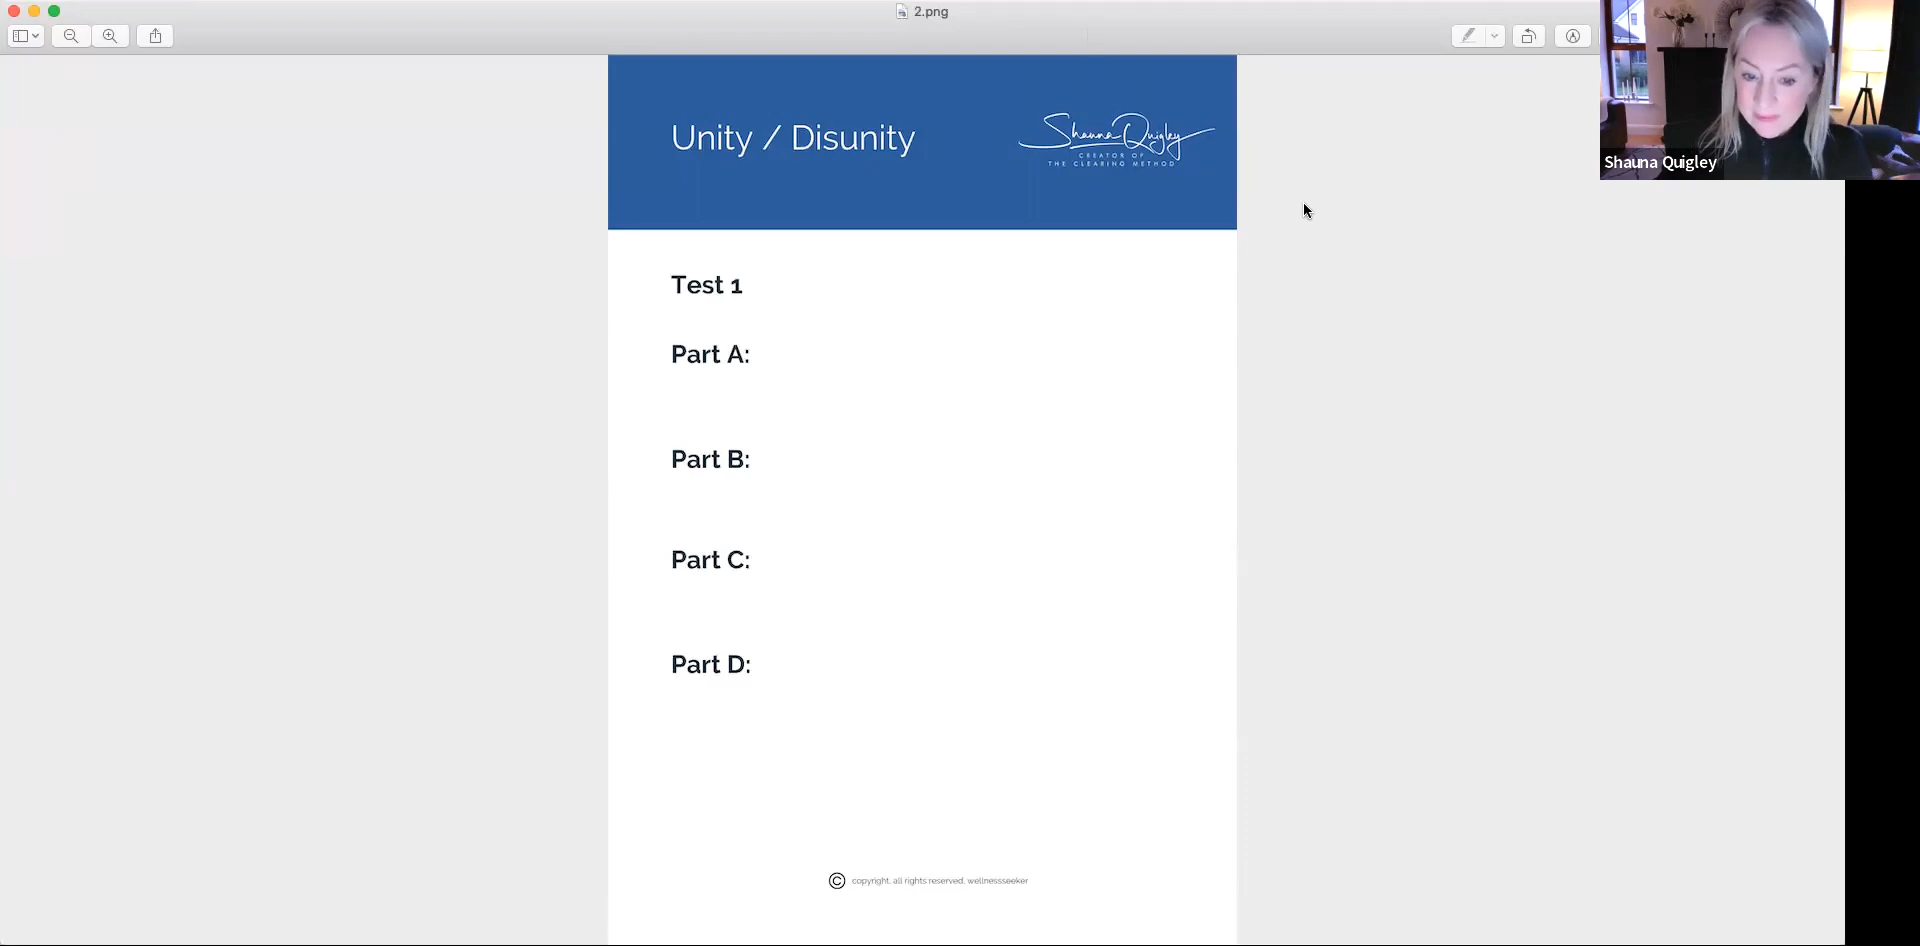 2.png
Shauna Quigley
Unity / Disunity
Shauna Quigley
CREATOR OF
THE CLEARING METHOD
Test 1
Part A:
Part B:
Part C:
Part D:
© copyright. all rights reserved. wellnessseeker